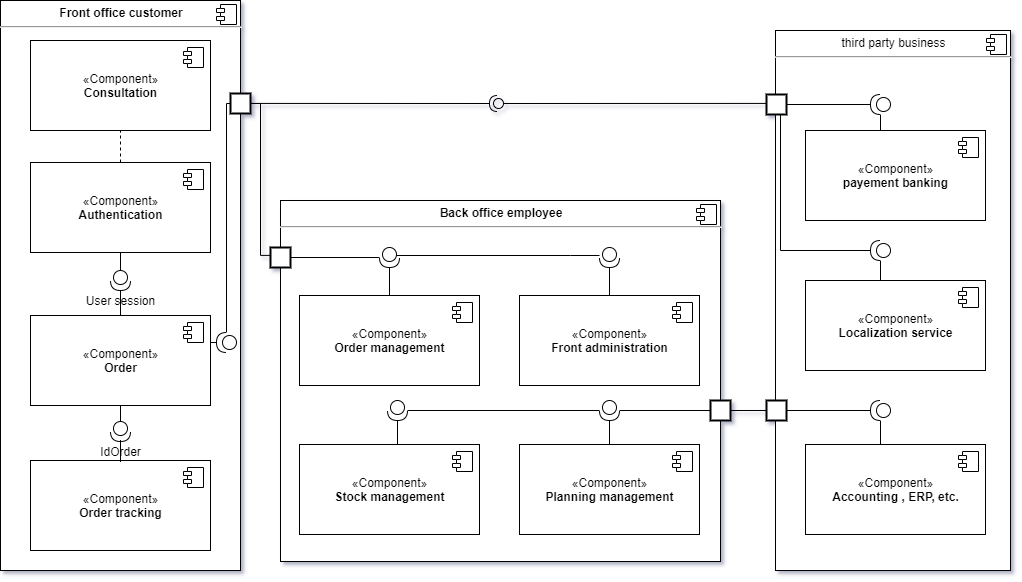 Front office customer
«Component»
Consultation
«Component»
Authentication
User session
«Component»
Order
IdOrder
«Component»
Order tracking
Back office employee
«Component»
Order management
«Component»
Front administration
«Component»
Stock management
«Component»
Planning management
third party business
«Component»
payement banking
«Component»
Localization service
«Component»
Accounting , ERP, etc.